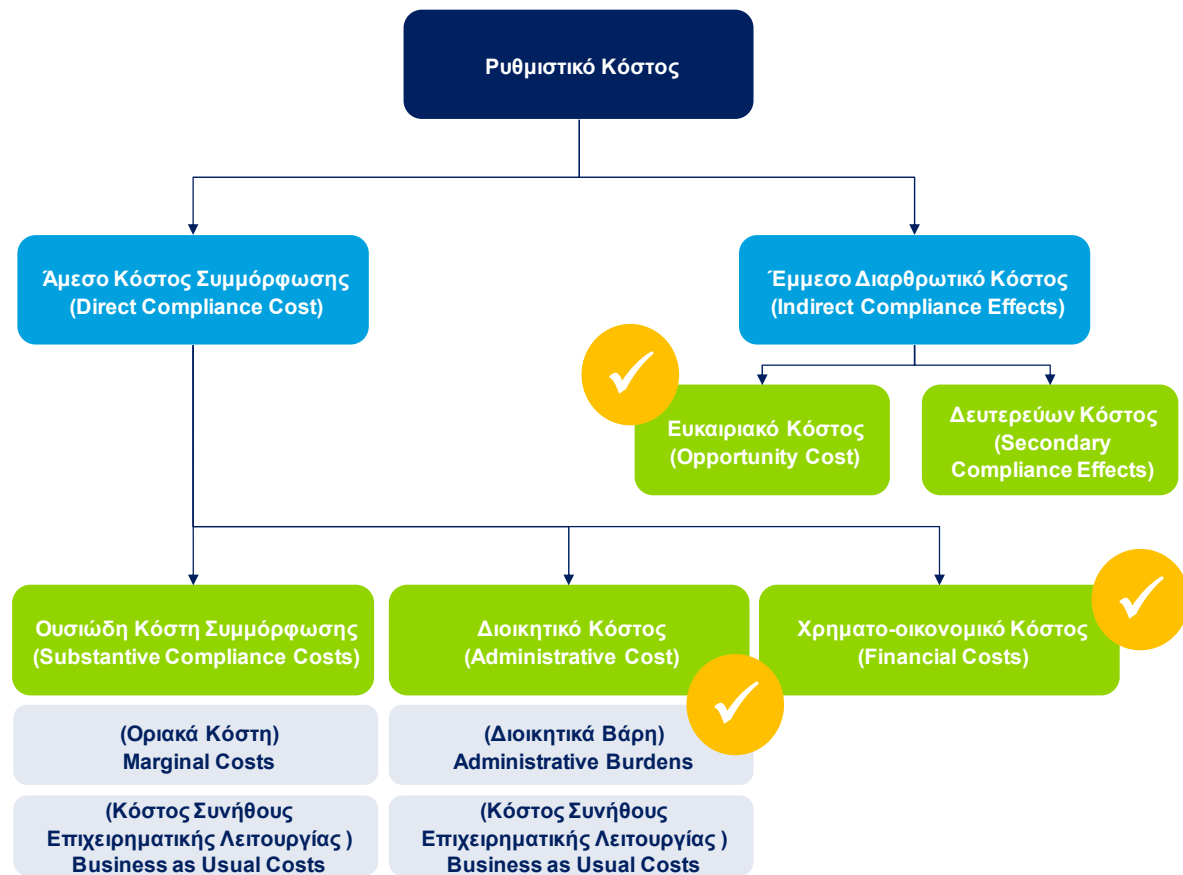 Ρυθμιστικό Κόστος
Άμεσο Κόστος Συμμόρφωσης
(Direct Compliance Cost)
Έμμεσο Διαρθρωτικό Κόστος
(Indirect Compliance Effects)
Ευκαιριακό Κόστος
(Opportunity Cost)
Δευτερεύων Κόστος
(Secondary
Compliance Effects)
Ουσιώδη Κόστη Συμμόρφωσης
(Substantive Compliance Costs)
Διοικητικό Κόστος
(Administrative Cost)
Χρηματο-οικονομικό Κόστος
(Financial Costs)
(Οριακά Κόστη)
Marginal Costs
(Διοικητικά Βάρη)
Administrative Burdens
(Κόστος Συνήθους
Επιχειρηματικής Λειτουργίας )
Business as Usual Costs
(Κόστος Συνήθους
Επιχειρηματικής Λειτουργίας )
Business as Usual Costs